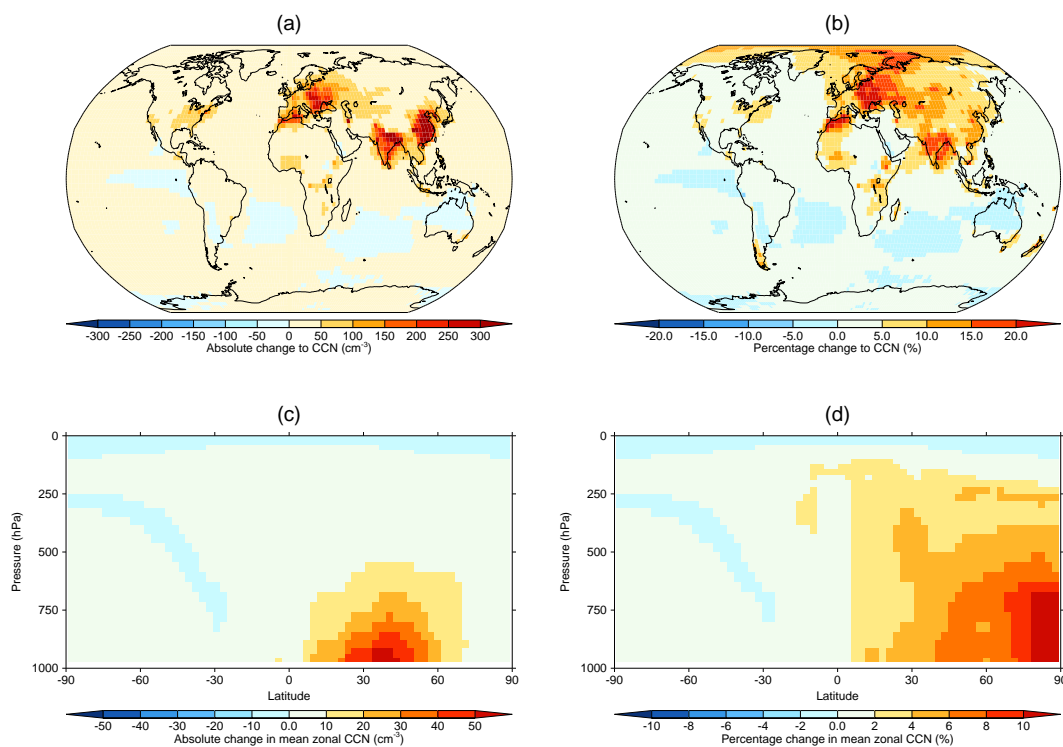 (a)
(b)
-300 -250 -200 -150 -100 -50 0 50 100 150 200 250 300
Absolute change to CCN (cm⁻³)
-20.0 -15.0 -10.0 -5.0 0.0 5.0 10.0 15.0 20.0
Percentage change to CCN (%)
(c)
(d)
0
250
500
750
1000
Pressure (hPa)
-90 -60 -30 0 30 60 90
Latitude
-50 -40 -30 -20 -10 0.0 10 20 30 40 50
Absolute change in mean zonal CCN (cm⁻³)
0
250
500
750
1000
Pressure (hPa)
-90 -60 -30 0 30 60 90
Latitude
-10 -8 -6 -4 -2 0.0 2 4 6 8 10
Percentage change in mean zonal CCN (%)